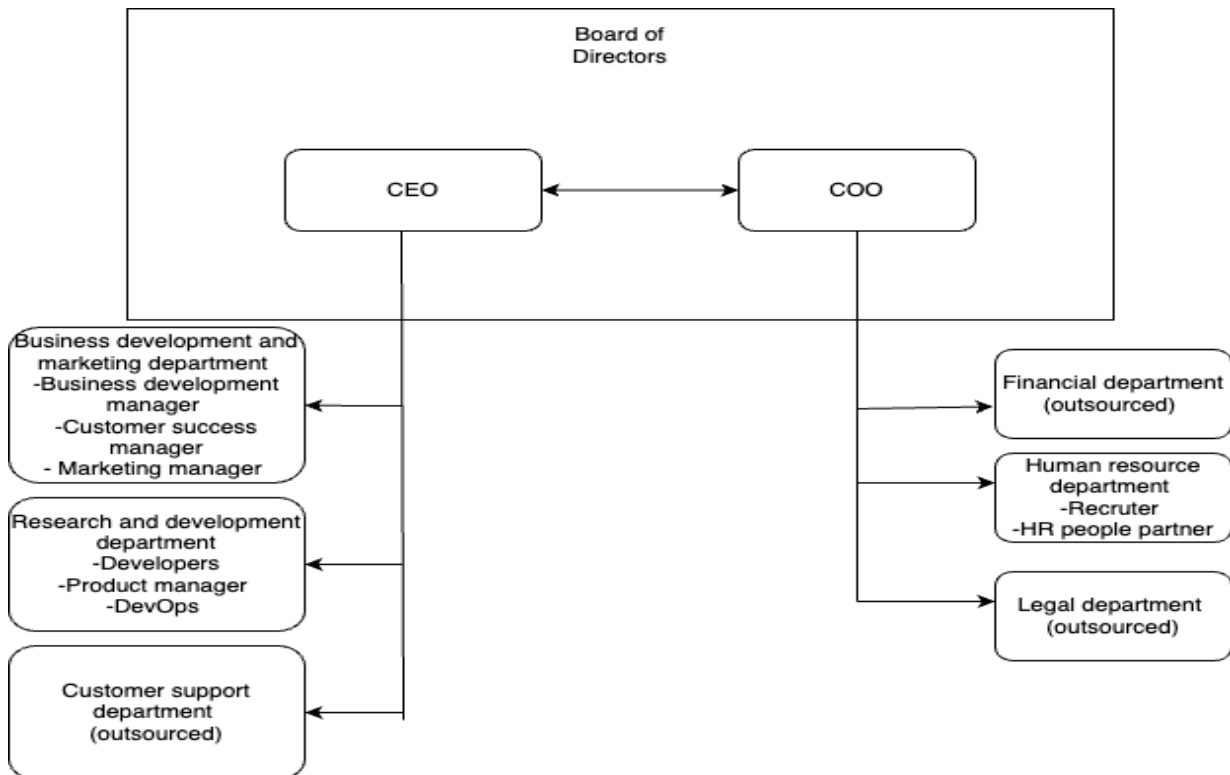 Board of
Directors
CEO
COO
Business development and
marketing department
-Business development
manager
-Customer success
manager
- Marketing manager
Research and development
department
-Developers
-Product manager
-DevOps
Customer support
department
(outsourced)
Financial department
(outsourced)
Human resource
department
-Recruter
-HR people partner
Legal department
(outsourced)